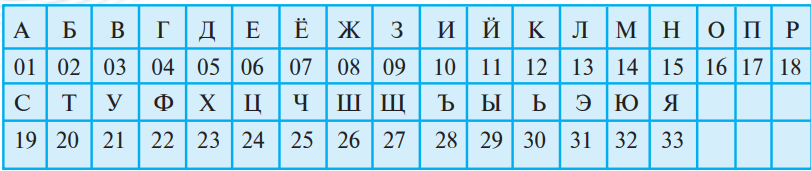 А Б В Г Д Е Ё Ж З И Й К Л М Н О П Р
01 02 03 04 05 06 07 08 09 10 11 12 13 14 15 16 17 18
С Т У Ф Х Ц Ч Ш Щ Ъ Ы Ь Э Ю Я
19 20 21 22 23 24 25 26 27 28 29 30 31 32 33